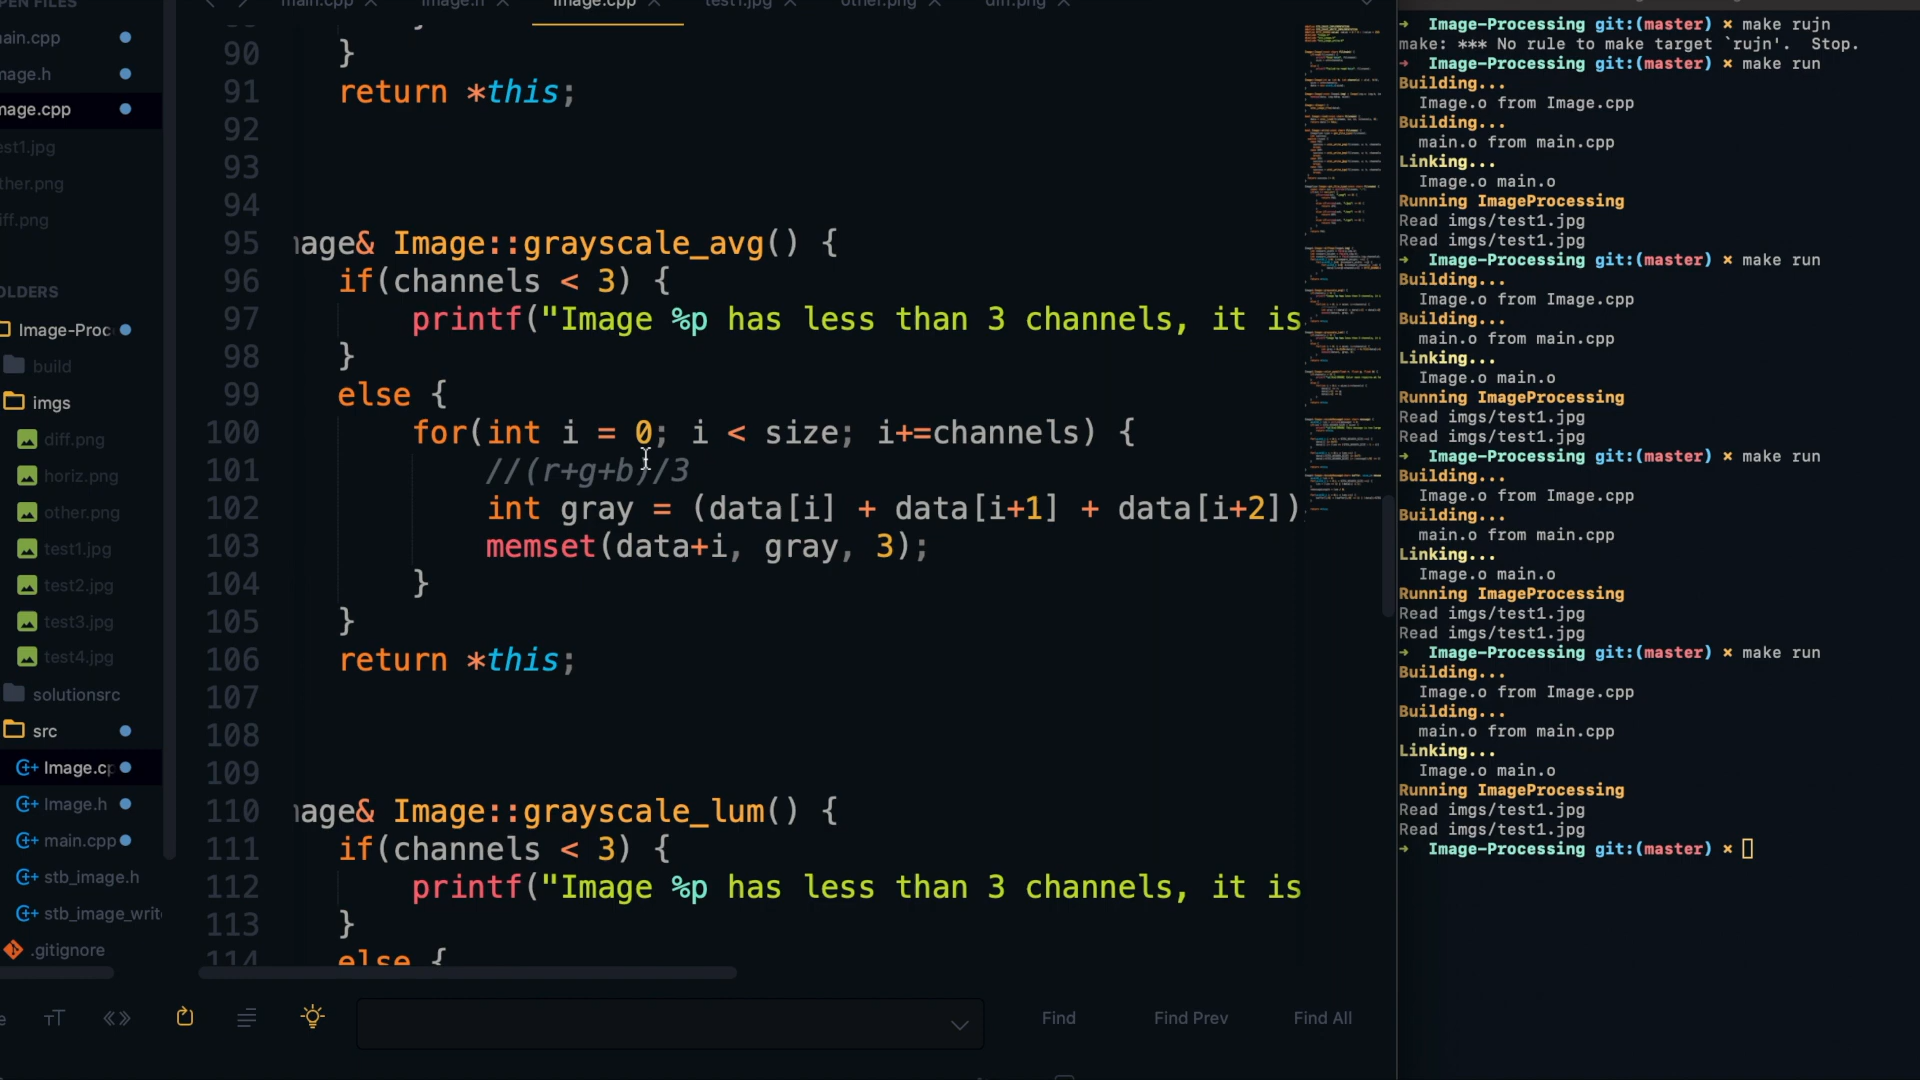 PEN FILES
ain.cpp
mage.h
mage.cpp
est1.jpg
ther.png
iff.png
OLDERS
Image-Proc
build
imgs
diff.png
horiz.png
other.png
test1.jpg
test2.jpg
test3.jpg
test4.jpg
solutionsrc
src
Image.cp
Image.h
main.cpp
stb_image.h
stb_image_write
.gitignore
main.cpp Image.h Image.cpp test1.jpg other.png diff.png
90 }
91 return *this;
92
93
94
95 mage& Image::grayscale_avg() {
96 if(channels < 3) {
97 printf("Image %p has less than 3 channels, it is
98 }
99 else {
100 for(int i = 0; i < size; i+=channels) {
101 //(r+g+b)/3
102 int gray = (data[i] + data[i+1] + data[i+2])
103 memset(data+i, gray, 3);
104 }
105 }
106 return *this;
107
108
109
110 mage& Image::grayscale_lum() {
111 if(channels < 3) {
112 printf("Image %p has less than 3 channels, it is
113 }
114 else {
Find Find Prev Find All
➜ Image-Processing git:(master) ✗ make rujn
make: *** No rule to make target `rujn'. Stop.
➜ Image-Processing git:(master) ✗ make run
Building...
Image.o from Image.cpp
Building...
main.o from main.cpp
Linking...
Image.o main.o
Running ImageProcessing
Read imgs/test1.jpg
Read imgs/test1.jpg
➜ Image-Processing git:(master) ✗ make run
Building...
Image.o from Image.cpp
Building...
main.o from main.cpp
Linking...
Image.o main.o
Running ImageProcessing
Read imgs/test1.jpg
Read imgs/test1.jpg
➜ Image-Processing git:(master) ✗ make run
Building...
Image.o from Image.cpp
Building...
main.o from main.cpp
Linking...
Image.o main.o
Running ImageProcessing
Read imgs/test1.jpg
Read imgs/test1.jpg
➜ Image-Processing git:(master) ✗ make run
Building...
Image.o from Image.cpp
Building...
main.o from main.cpp
Linking...
Image.o main.o
Running ImageProcessing
Read imgs/test1.jpg
Read imgs/test1.jpg
➜ Image-Processing git:(master) ✗